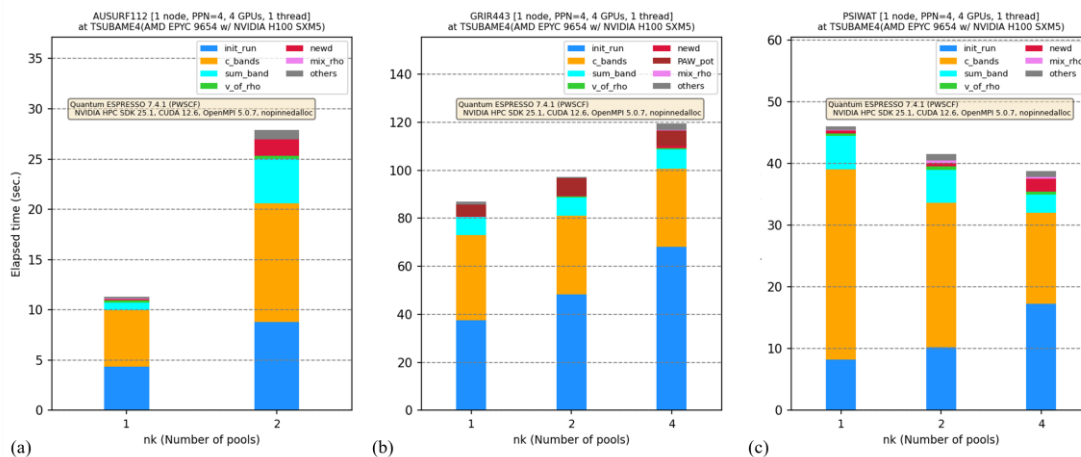 AUSURF112 [1 node, PPN=4, 4 GPUs, 1 thread]
at TSUBAME4(AMD EPYC 9654 w/ NVIDIA H100 SXM5)
init_run
c_bands
sum_band
v_of_rho
newd
mix_rho
others
Quantum ESPRESSO 7.4.1 (PWSCF)
NVIDIA HPC SDK 25.1, CUDA 12.6, OpenMPI 5.0.7, nopinnedalloc
Elapsed time (sec.)
35
30
25
20
15
10
5
0
1
2
nk (Number of pools)
(a)
GRIR443 [1 node, PPN=4, 4 GPUs, 1 thread]
at TSUBAME4(AMD EPYC 9654 w/ NVIDIA H100 SXM5)
init_run
c_bands
sum_band
v_of_rho
newd
PAW_pot
mix_rho
others
Quantum ESPRESSO 7.4.1 (PWSCF)
NVIDIA HPC SDK 25.1, CUDA 12.6, OpenMPI 5.0.7, nopinnedalloc
140
120
100
80
60
40
20
0
1
2
4
nk (Number of pools)
(b)
PSIWAT [1 node, PPN=4, 4 GPUs, 1 thread]
at TSUBAME4(AMD EPYC 9654 w/ NVIDIA H100 SXM5)
init_run
c_bands
sum_band
v_of_rho
newd
mix_rho
others
Quantum ESPRESSO 7.4.1 (PWSCF)
NVIDIA HPC SDK 25.1, CUDA 12.6, OpenMPI 5.0.7, nopinnedalloc
60
50
40
30
20
10
0
1
2
4
nk (Number of pools)
(c)